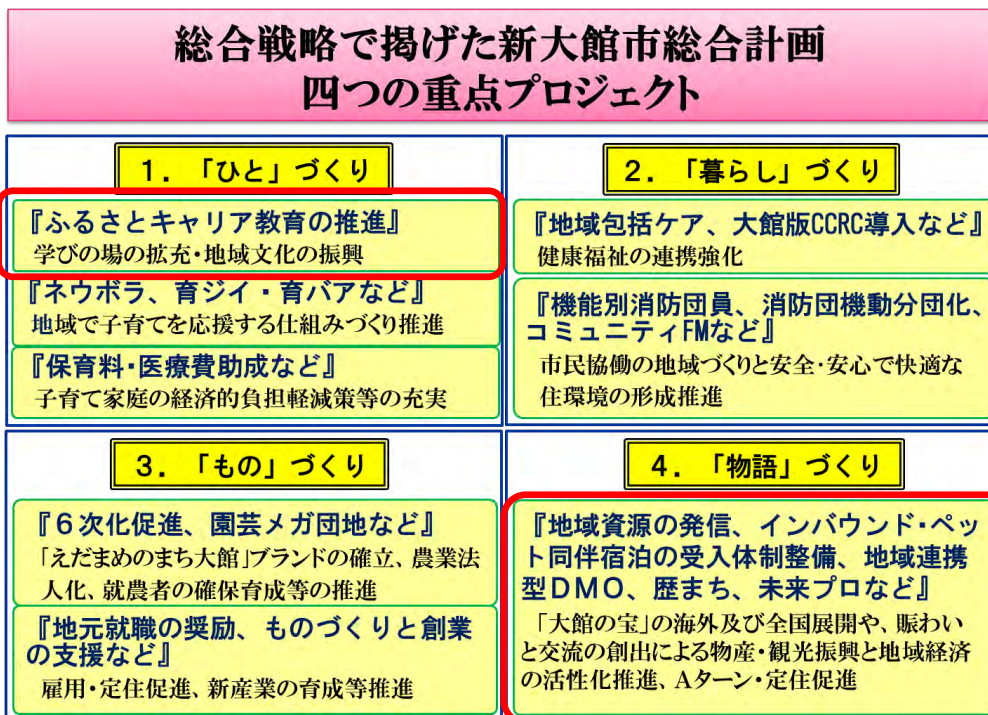 総合戦略で掲げた新大館市総合計画
四つの重点プロジェクト
1．「ひと」づくり
『ふるさとキャリア教育の推進』
学びの場の拡充・地域文化の振興
『ネウボラ、育ジイ・育バアなど』
地域で子育てを応援する仕組みづくり推進
『保育料・医療費助成など』
子育て家庭の経済的負担軽減策等の充実
2．「暮らし」づくり
『地域包括ケア、大館版CCRC導入など』
健康福祉の連携強化
『機能別消防団員、消防団機動分団化、
コミュニティFMなど』
市民協働の地域づくりと安全・安心で快適な
住環境の形成推進
3．「もの」づくり
『６次化促進、園芸メガ団地など』
「えだまめのまち大館」ブランドの確立、農業法
人化、就農者の確保育成等の推進
『地元就職の奨励、ものづくりと創業
の支援など』
雇用・定住促進、新産業の育成等推進
4．「物語」づくり
『地域資源の発信、インバウンド・ペッ
ト同伴宿泊の受入体制整備、地域連携
型ＤＭＯ、歴まち、未来プロなど』
「大館の宝」の海外及び全国展開や、賑わい
と交流の創出による物産・観光振興と地域経済
の活性化推進、Aターン・定住促進